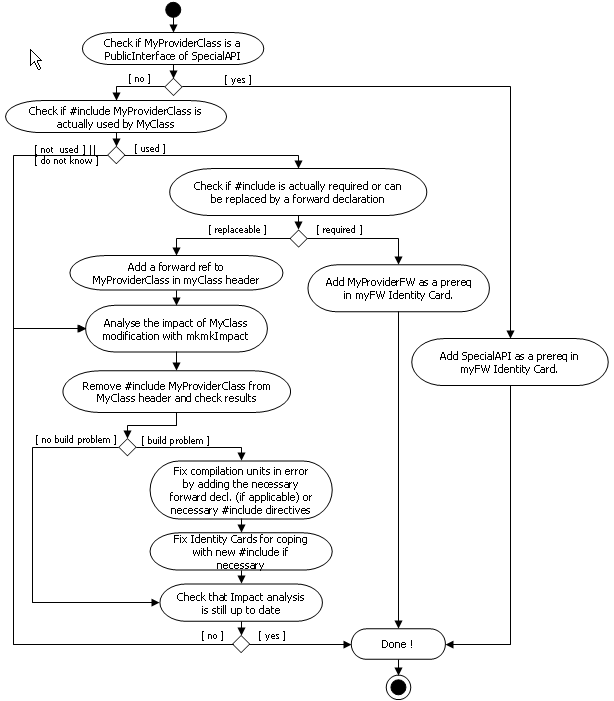 Check if MyProviderClass is a
PublicInterface of SpecialAPI
[ no ]
[ yes ]
Check if #include MyProviderClass is
actually used by MyClass
[ not used ] ||
[ do not know ]
[ used ]
Check if #include is actually required or can
be replaced by a forward declaration
[ replaceable ]
[ required ]
Add a forward ref to
MyProviderClass in myClass header
Add MyProviderFW as a prereq
in myFW Identity Card.
Analyse the impact of MyClass
modification with mkmkImpact
Add SpecialAPI as a prereq in
myFW Identity Card.
Remove #include MyProviderClass from
MyClass header and check results
[ no build problem ]
[ build problem ]
Fix compilation units in error
by adding the necessary
forward decl. (if applicable) or
necessary #include directives
Fix Identity Cards for coping
with new #include if
necessary
Check that Impact analysis
is still up to date
[ no ]
[ yes ]
Done !